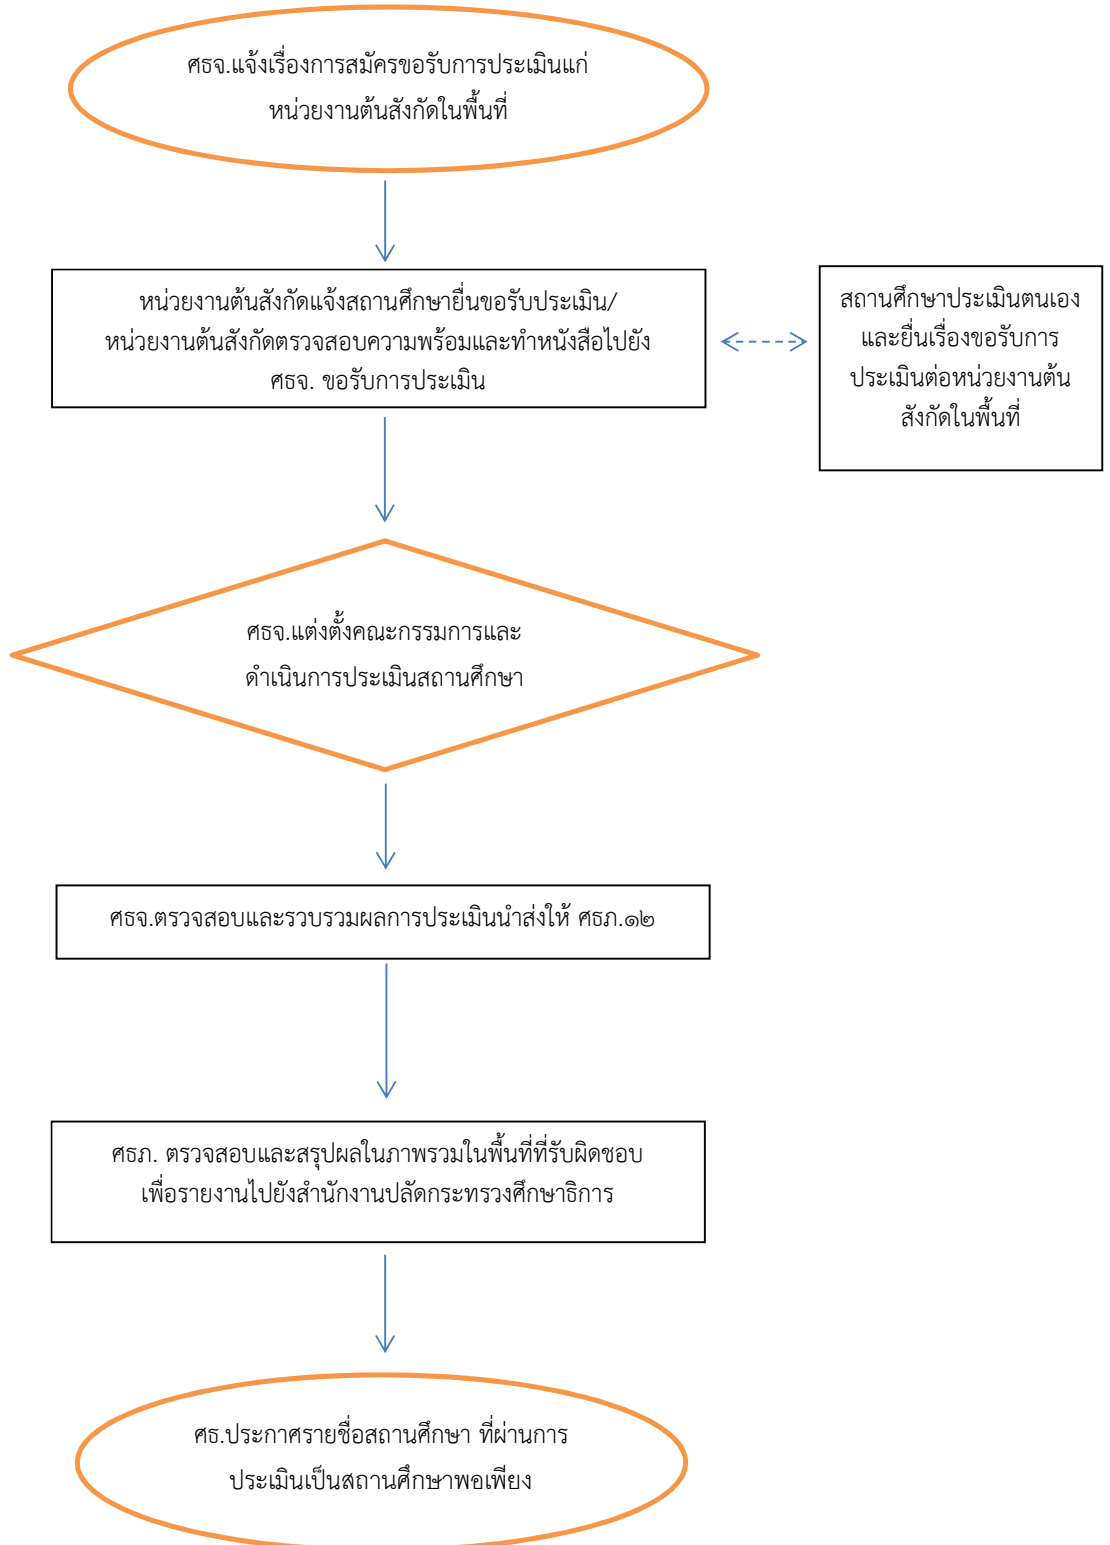 ศธจ.แจ้งเรื่องการสมัครขอรับการประเมินแก่
หน่วยงานต้นสังกัดในพื้นที่
หน่วยงานต้นสังกัดแจ้งสถานศึกษายื่นขอรับประเมิน/
หน่วยงานต้นสังกัดตรวจสอบความพร้อมและทำหนังสือไปยัง
ศธจ. ขอรับการประเมิน
สถานศึกษาประเมินตนเอง
และยื่นเรื่องขอรับการ
ประเมินต่อหน่วยงานต้น
สังกัดในพื้นที่
ศธจ.แต่งตั้งคณะกรรมการและ
ดำเนินการประเมินสถานศึกษา
ศธจ.ตรวจสอบและรวบรวมผลการประเมินนำส่งให้ ศธภ.๑๒
ศธภ. ตรวจสอบและสรุปผลในภาพรวมในพื้นที่ที่รับผิดชอบ
เพื่อรายงานไปยังสำนักงานปลัดกระทรวงศึกษาธิการ
ศธ.ประกาศรายชื่อสถานศึกษา ที่ผ่านการ
ประเมินเป็นสถานศึกษาพอเพียง